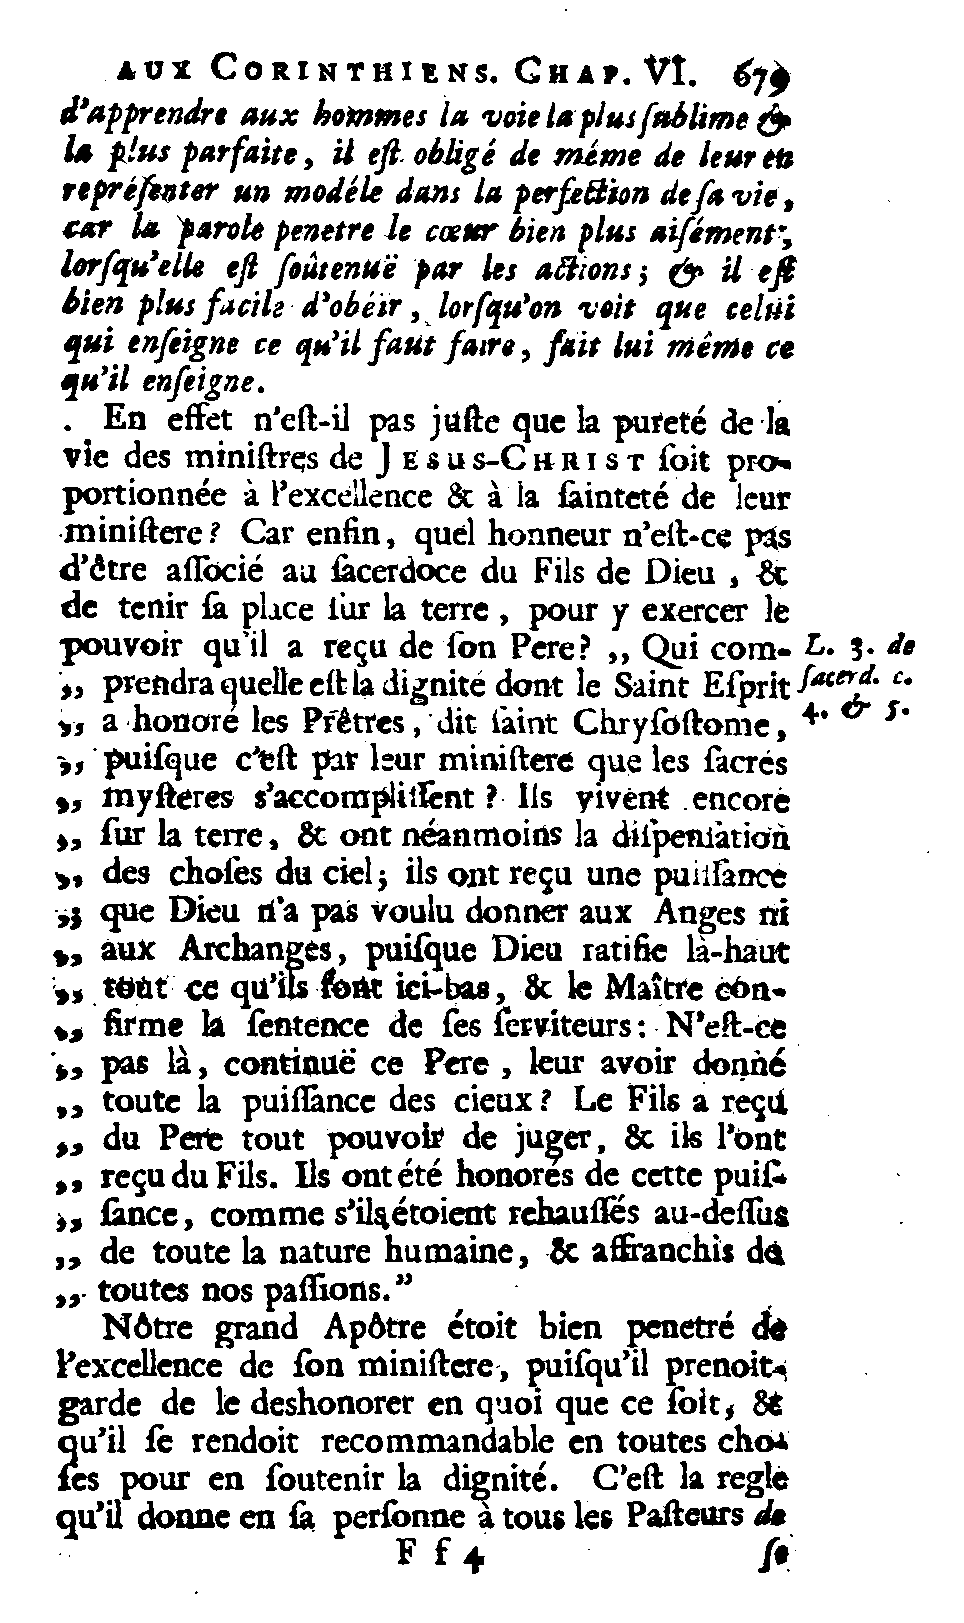 AUX CORINTHIENS. CHAP. VI. 679
d'apprendre aux hommes la voie la plus ſublime &
la plus parfaite, il eſt obligé de même de leur en
repréſenter un modéle dans la perfection de ſa vie,
car la parole penetre le cœur bien plus aiſément,
lorſqu'elle eſt ſoûtenuë par les actions; & il eſt
bien plus facile d'obéir, lorſqu'on voit que celui
qui enſeigne ce qu'il faut faire, fait lui même ce
qu'il enſeigne.
En effet n'eſt-il pas juſte que la pureté de la
vie des miniſtres de JESUS-CHRIST ſoit pro-
portionnée à l'excellence & à la ſainteté de leur
miniſtere? Car enfin, quel honneur n'eſt-ce pas
d'être aſſocié au ſacerdoce du Fils de Dieu, &
de tenir ſa place ſur la terre, pour y exercer le
pouvoir qu'il a reçu de ſon Pere? ,, Qui com-
,, prendra quelle eſt la dignité dont le Saint Eſprit
,, a honoré les Prêtres, dit ſaint Chryſoſtome,
,, puiſque c'eſt par leur miniſtere que les ſacrés
,, myſteres s'accompliſſent? Ils vivent encore
,, ſur la terre, & ont néanmoins la diſpenſation
,, des choſes du ciel; ils ont reçu une puiſſance
,, que Dieu n'a pas voulu donner aux Anges ni
,, aux Archanges, puiſque Dieu ratifie là-haut
,, tout ce qu'ils font ici-bas, & le Maître con-
,, firme la ſentence de ſes ſerviteurs: N'eſt-ce
,, pas là, continuë ce Pere, leur avoir donné
,, toute la puiſſance des cieux? Le Fils a reçu
,, du Pere tout pouvoir de juger, & ils l'ont
,, reçu du Fils. Ils ont été honorés de cette puiſ-
,, ſance, comme s'ils étoient rehauſſés au-deſſus
,, de toute la nature humaine, & affranchis de
,, toutes nos paſſions."
Nôtre grand Apôtre étoit bien penetré de
l'excellence de ſon miniſtere, puiſqu'il prenoit
garde de le deshonorer en quoi que ce ſoit, &
qu'il ſe rendoit recommandable en toutes cho-
ſes pour en ſoutenir la dignité. C'eſt la regle
qu'il donne en ſa perſonne à tous les Paſteurs de
F f 4 ſe
L. 3. de
ſacerd. c.
4. & 5.